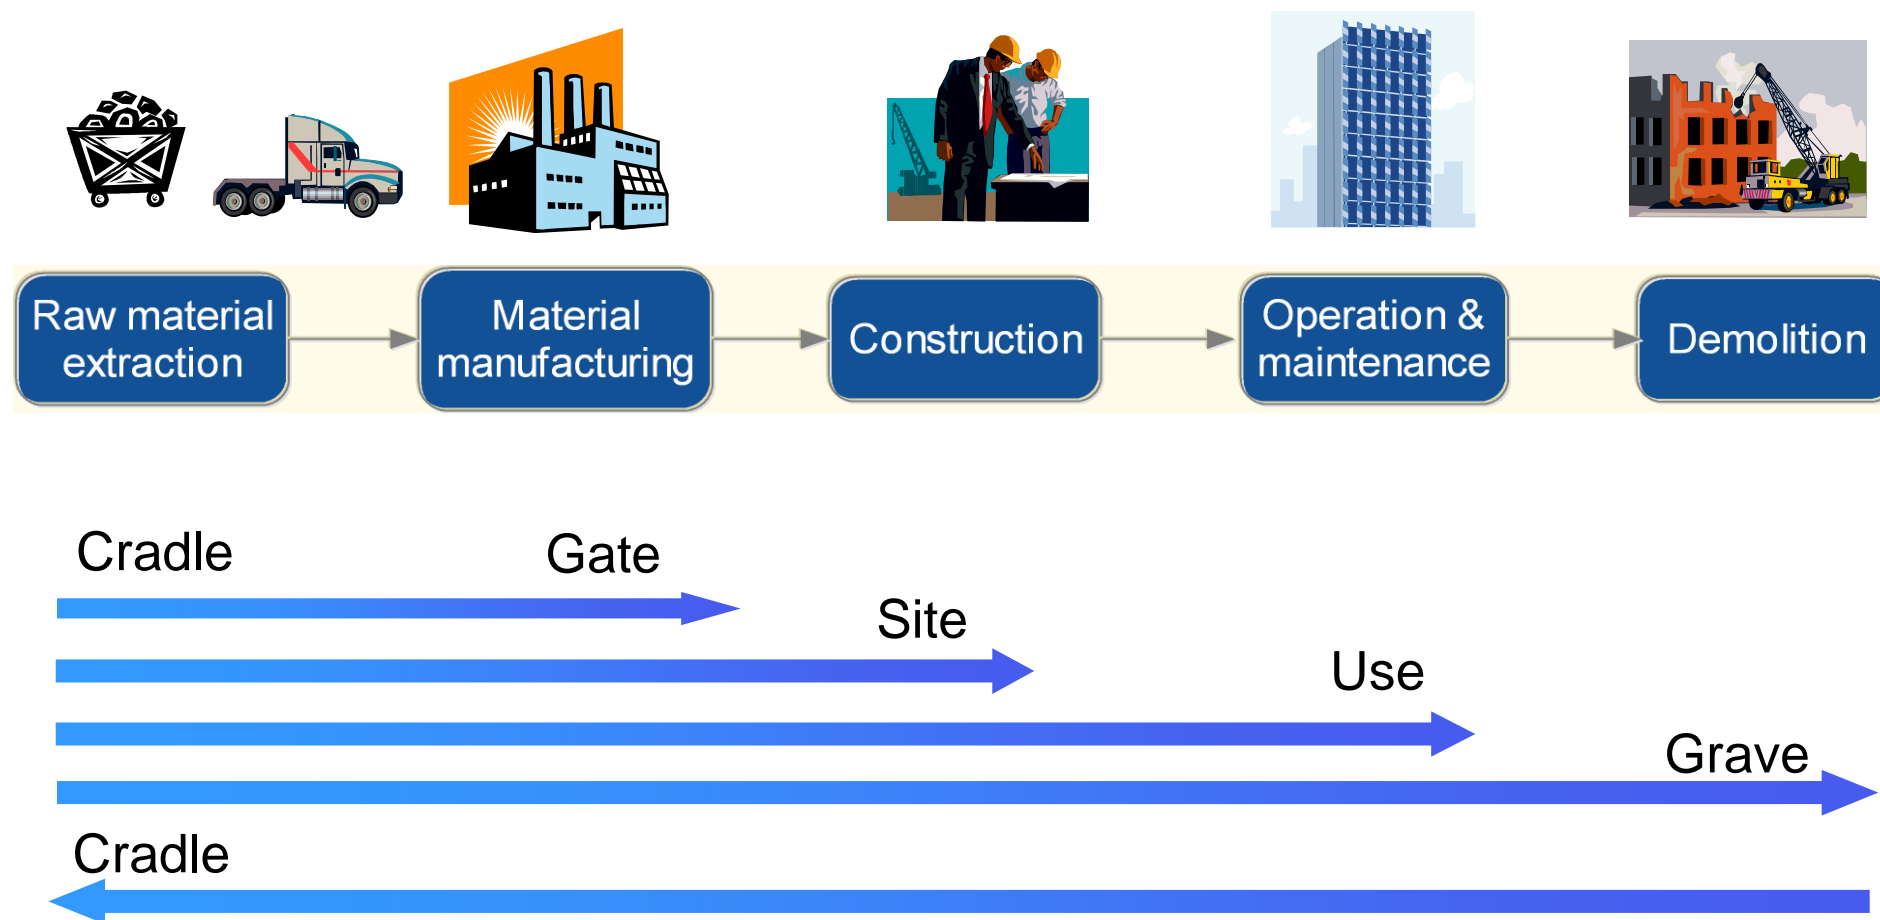 Raw material
extraction
Material
manufacturing
Construction
Operation &
maintenance
Demolition
Cradle
Gate
Site
Use
Grave
Cradle